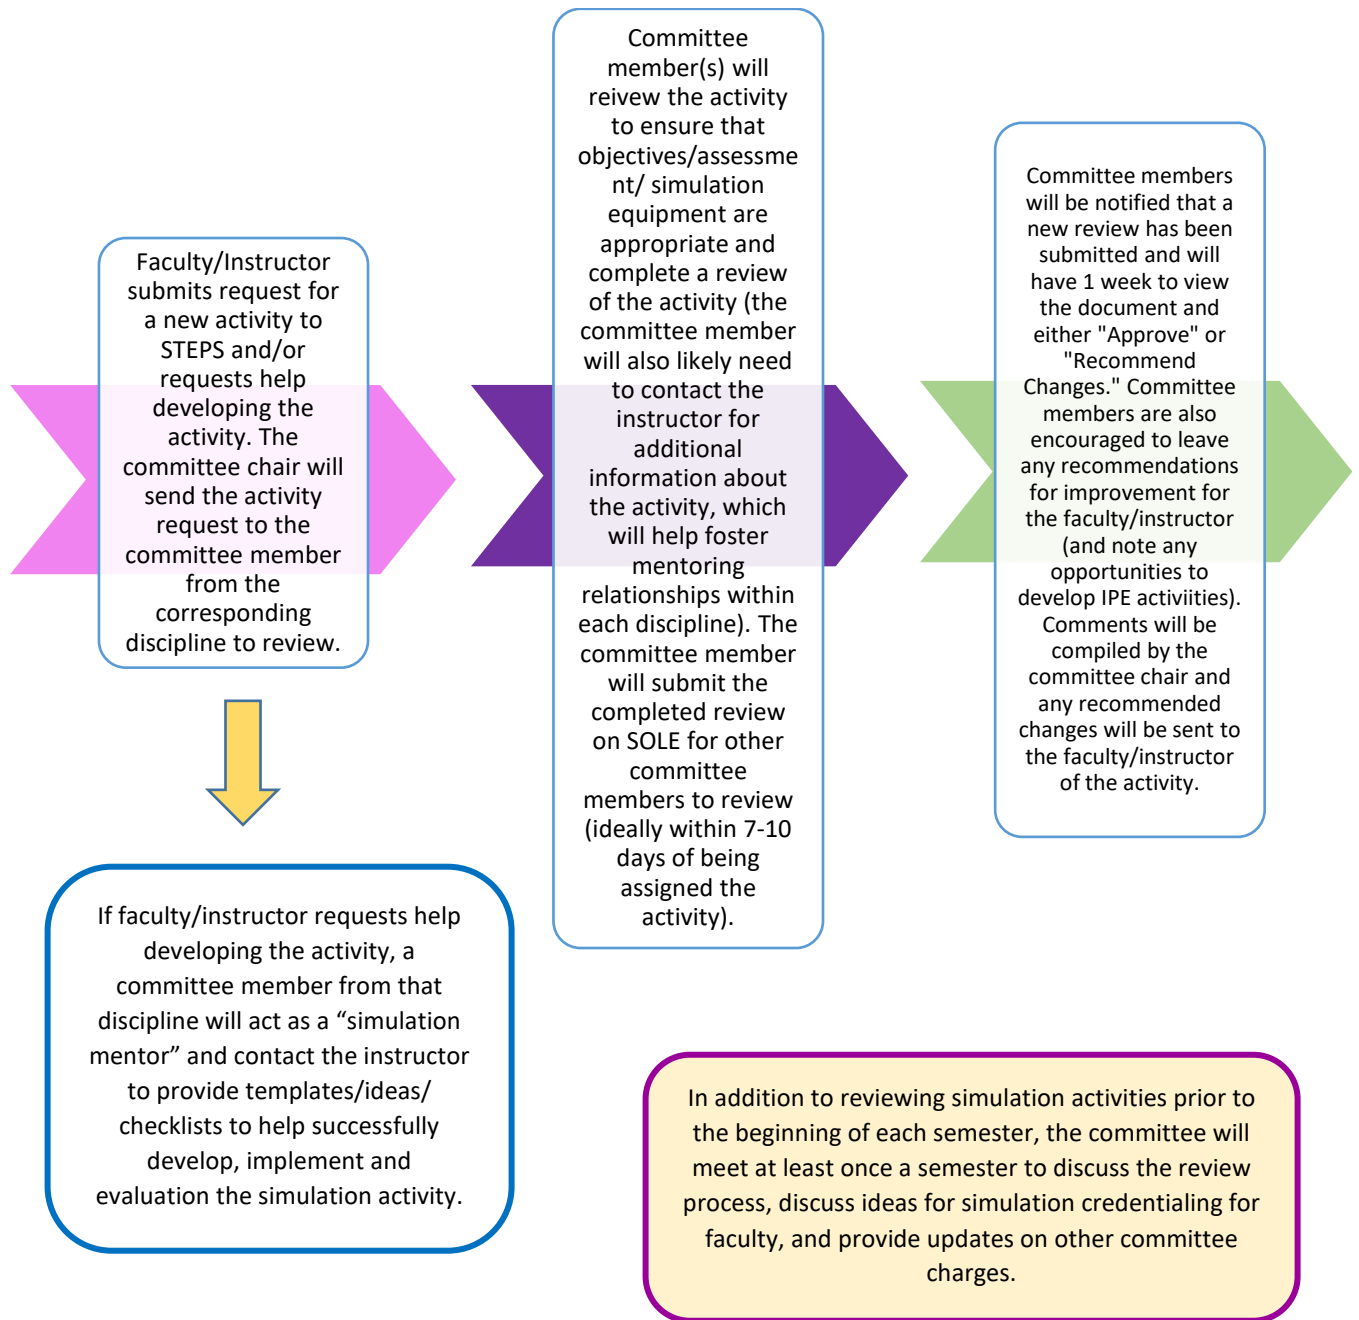 Faculty/Instructor
submits request for
a new activity to
STEPS and/or
requests help
developing the
activity. The
committee chair will
send the activity
request to the
committee member
from the
corresponding
discipline to review.
Committee
member(s) will
reivew the activity
to ensure that
objectives/assessme
nt/ simulation
equipment are
appropriate and
complete a review
of the activity (the
committee member
will also likely need
to contact the
instructor for
additional
information about
the activity, which
will help foster
mentoring
relationships within
each discipline). The
committee member
will submit the
completed review
on SOLE for other
committee
members to review
(ideally within 7-10
days of being
assigned the
activity).
Committee members
will be notified that a
new review has been
submitted and will
have 1 week to view
the document and
either "Approve" or
"Recommend
Changes." Committee
members are also
encouraged to leave
any recommendations
for improvement for
the faculty/instructor
(and note any
opportunities to
develop IPE activiities).
Comments will be
compiled by the
committee chair and
any recommended
changes will be sent to
the faculty/instructor
of the activity.
If faculty/instructor requests help
developing the activity, a
committee member from that
discipline will act as a “simulation
mentor” and contact the instructor
to provide templates/ideas/
checklists to help successfully
develop, implement and
evaluation the simulation activity.
In addition to reviewing simulation activities prior to
the beginning of each semester, the committee will
meet at least once a semester to discuss the review
process, discuss ideas for simulation credentialing for
faculty, and provide updates on other committee
charges.